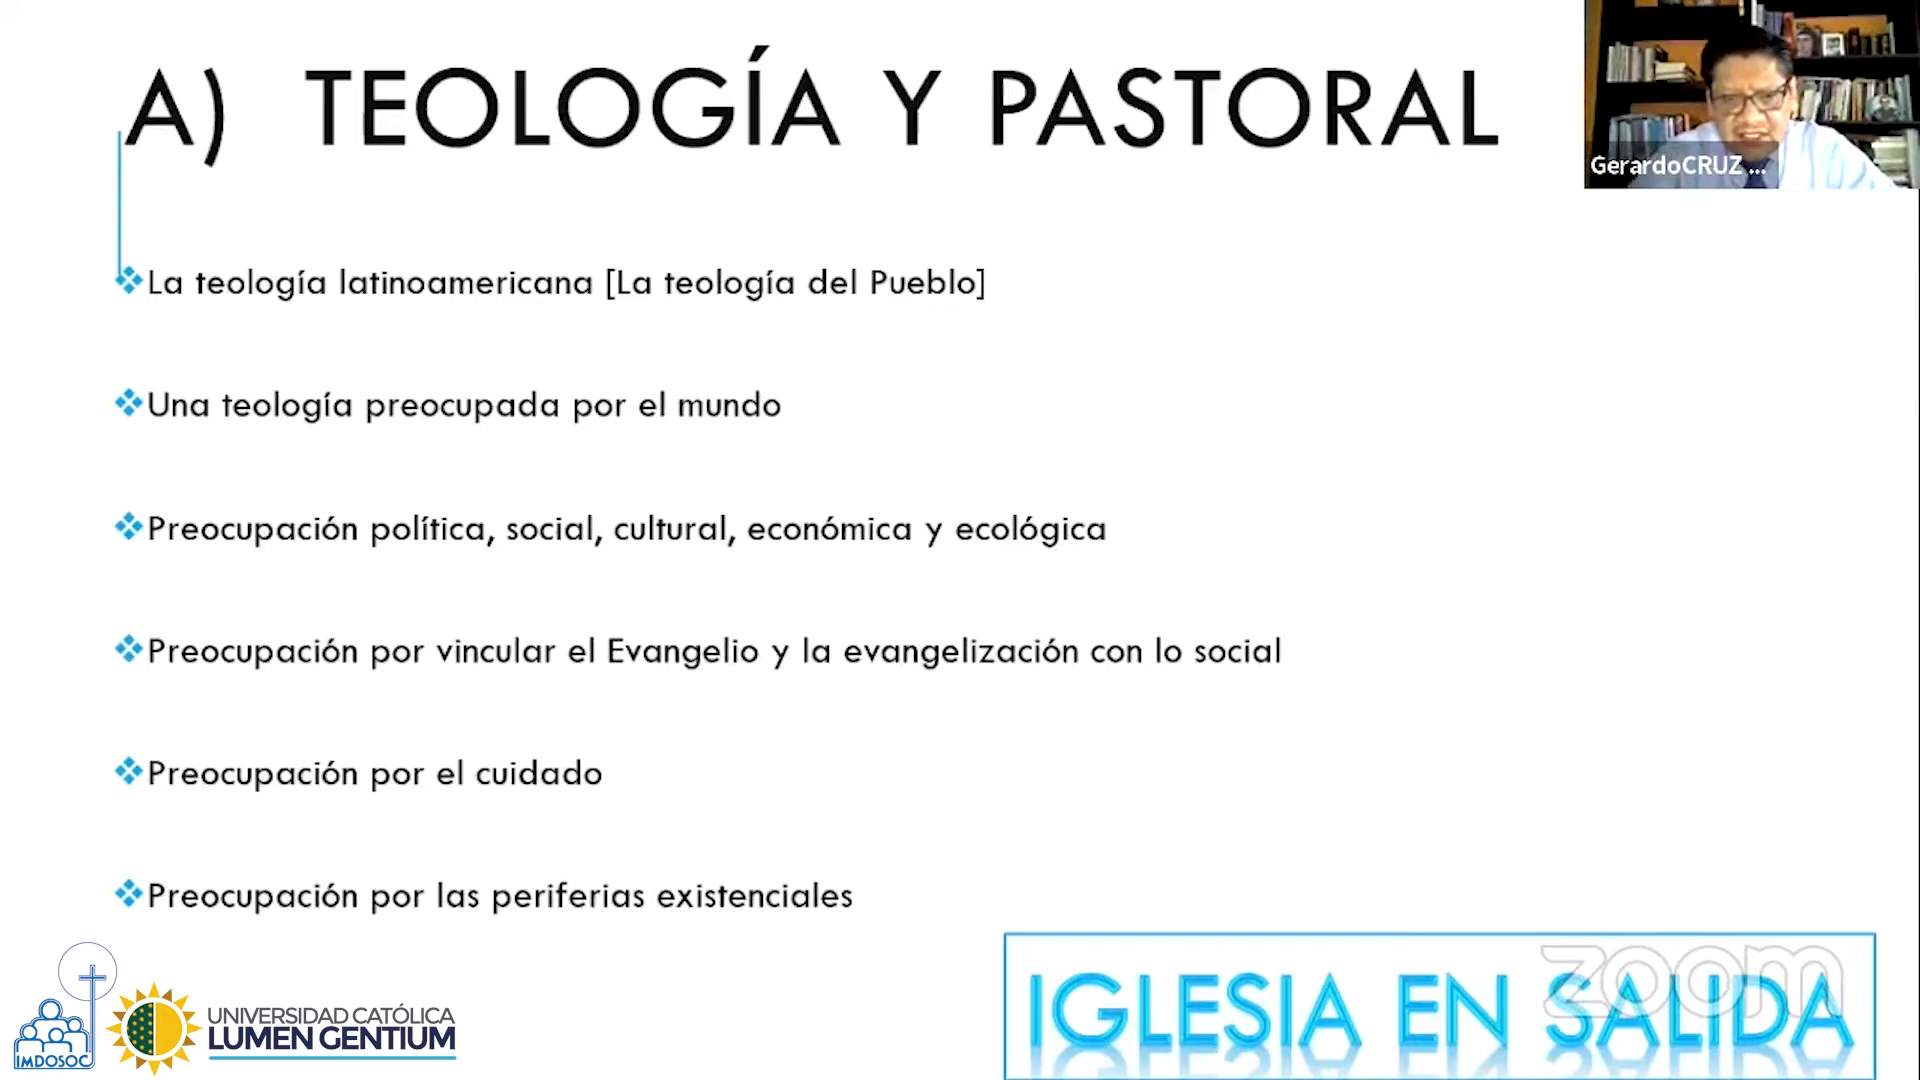 A) TEOLOGÍA Y PASTORAL
GerardoCRUZ ...
La teología latinoamericana [La teología del Pueblo]
Una teología preocupada por el mundo
Preocupación política, social, cultural, económica y ecológica
Preocupación por vincular el Evangelio y la evangelización con lo social
Preocupación por el cuidado
Preocupación por las periferias existenciales
IMDOSOC
UNIVERSIDAD CATÓLICA
LUMEN GENTIUM
zoom
IGLESIA EN SALIDA